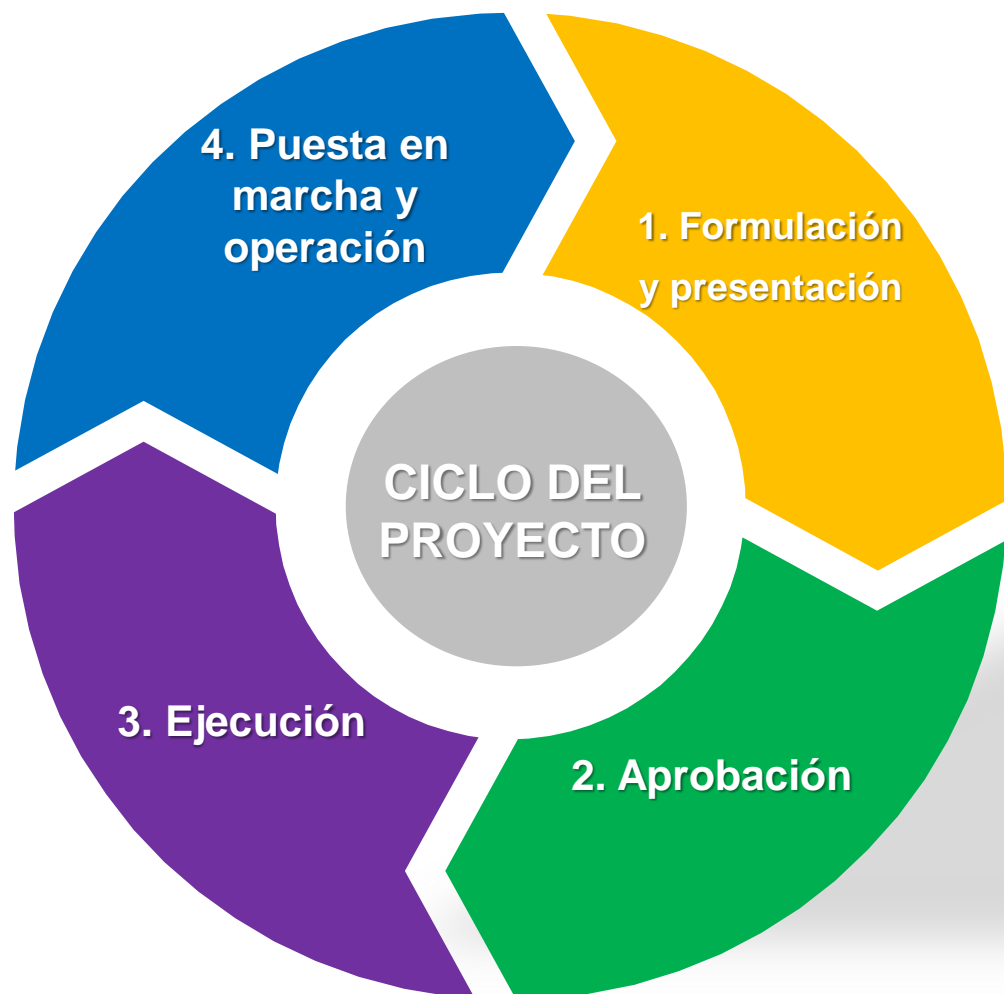 4. Puesta en
marcha y
operación
1. Formulación
y presentación
CICLO DEL
PROYECTO
3. Ejecución
2. Aprobación